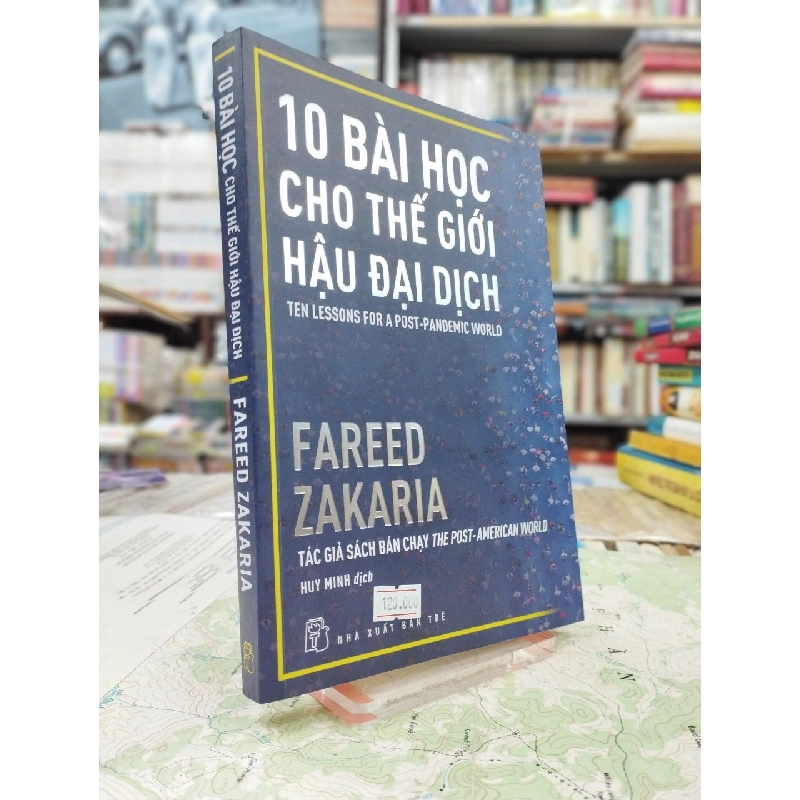 10 BÀI HỌC CHO THẾ GIỚI HẬU ĐẠI DỊCH
FAREED ZAKARIA
10 BÀI HỌC
CHO THẾ GIỚI
HẬU ĐẠI DỊCH
TEN LESSONS FOR A POST-PANDEMIC WORLD
FAREED
ZAKARIA
TÁC GIẢ SÁCH BÁN CHẠY THE POST-AMERICAN WORLD
HUY MINH dịch
120.000
NHÀ XUẤT BẢN TRẺ